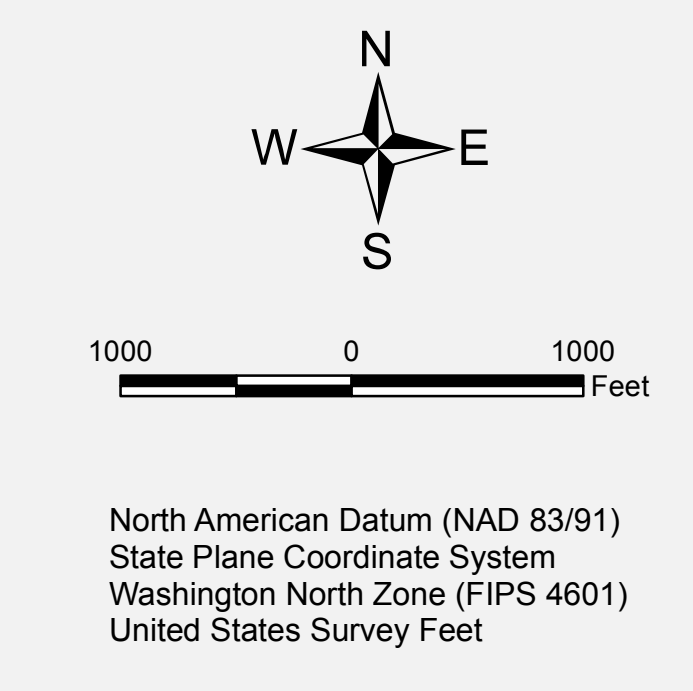 N
W E
S
1000 0 1000
Feet
North American Datum (NAD 83/91)
State Plane Coordinate System
Washington North Zone (FIPS 4601)
United States Survey Feet